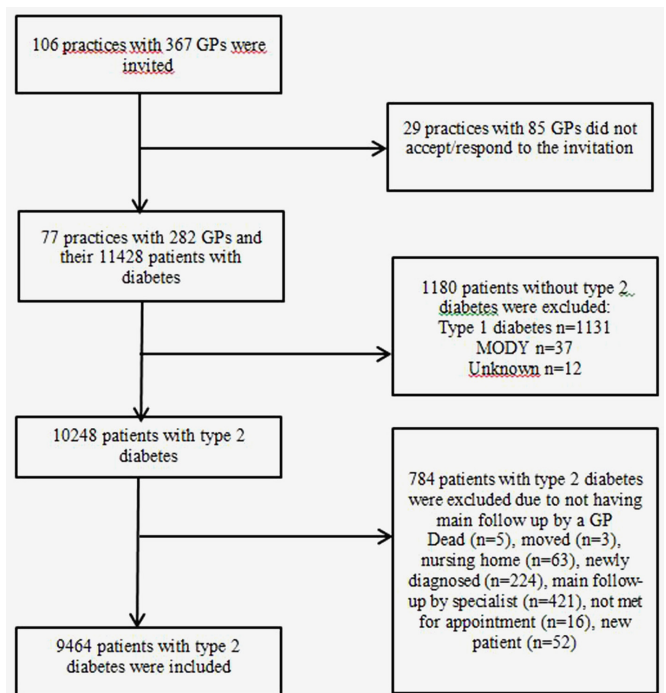 106 practices with 367 GPs were
invited
29 practices with 85 GPs did not
accept/respond to the invitation
77 practices with 282 GPs and
their 11428 patients with
diabetes
1180 patients without type 2
diabetes were excluded:
Type 1 diabetes n=1131
MODY n=37
Unknown n=12
10248 patients with type 2
diabetes
784 patients with type 2 diabetes
were excluded due to not having
main follow up by a GP
Dead (n=5), moved (n=3),
nursing home (n=63), newly
diagnosed (n=224), main follow-
up by specialist (n=421), not met
for appointment (n=16), new
patient (n=52)
9464 patients with type 2
diabetes were included